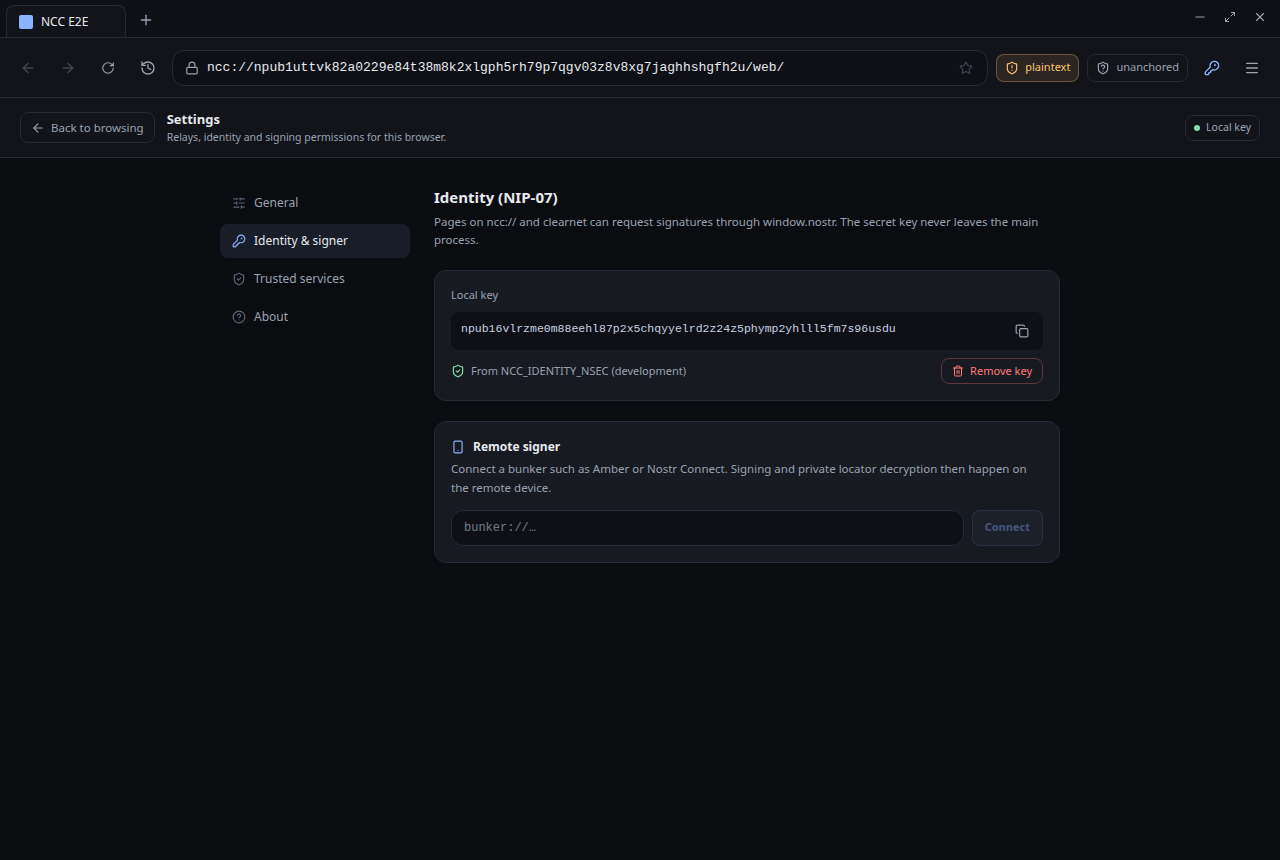 NCC E2E
ncc://npub1uttvk82a0229e84t38m8k2xlgph5rh79p7qgv03z8v8xg7jaghhshgfh2u/web/
plaintext
unanchored
Back to browsing
Settings
Relays, identity and signing permissions for this browser.
Local key
General
Identity & signer
Trusted services
About
Identity (NIP-07)
Pages on ncc:// and clearnet can request signatures through window.nostr. The secret key never leaves the main
process.
Local key
npub16vlrzme0m88eehl87p2x5chqyyelrd2z24z5phymp2yhlll5fm7s96usdu
From NCC_IDENTITY_NSEC (development)
Remove key
Remote signer
Connect a bunker such as Amber or Nostr Connect. Signing and private locator decryption then happen on
the remote device.
bunker://…
Connect